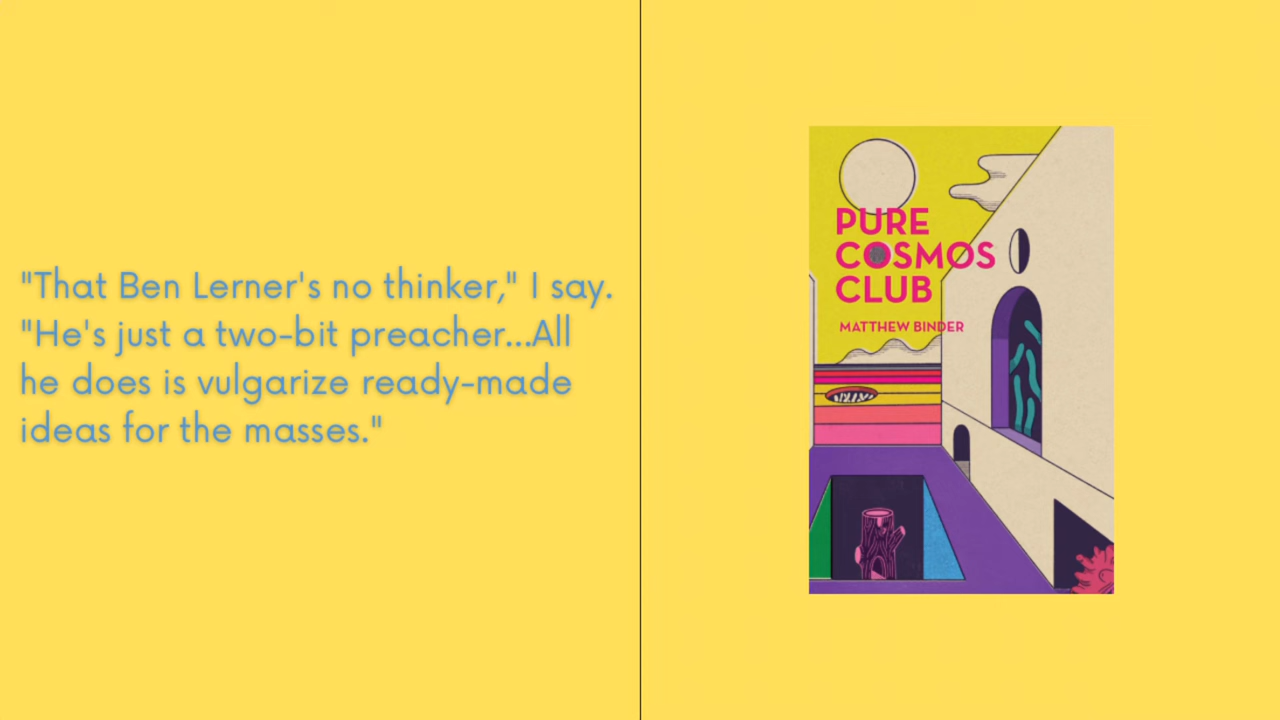 "That Ben Lerner's no thinker," I say.
"He's just a two-bit preacher...All
he does is vulgarize ready-made
ideas for the masses."
PURE
COSMOS
CLUB
MATTHEW BINDER